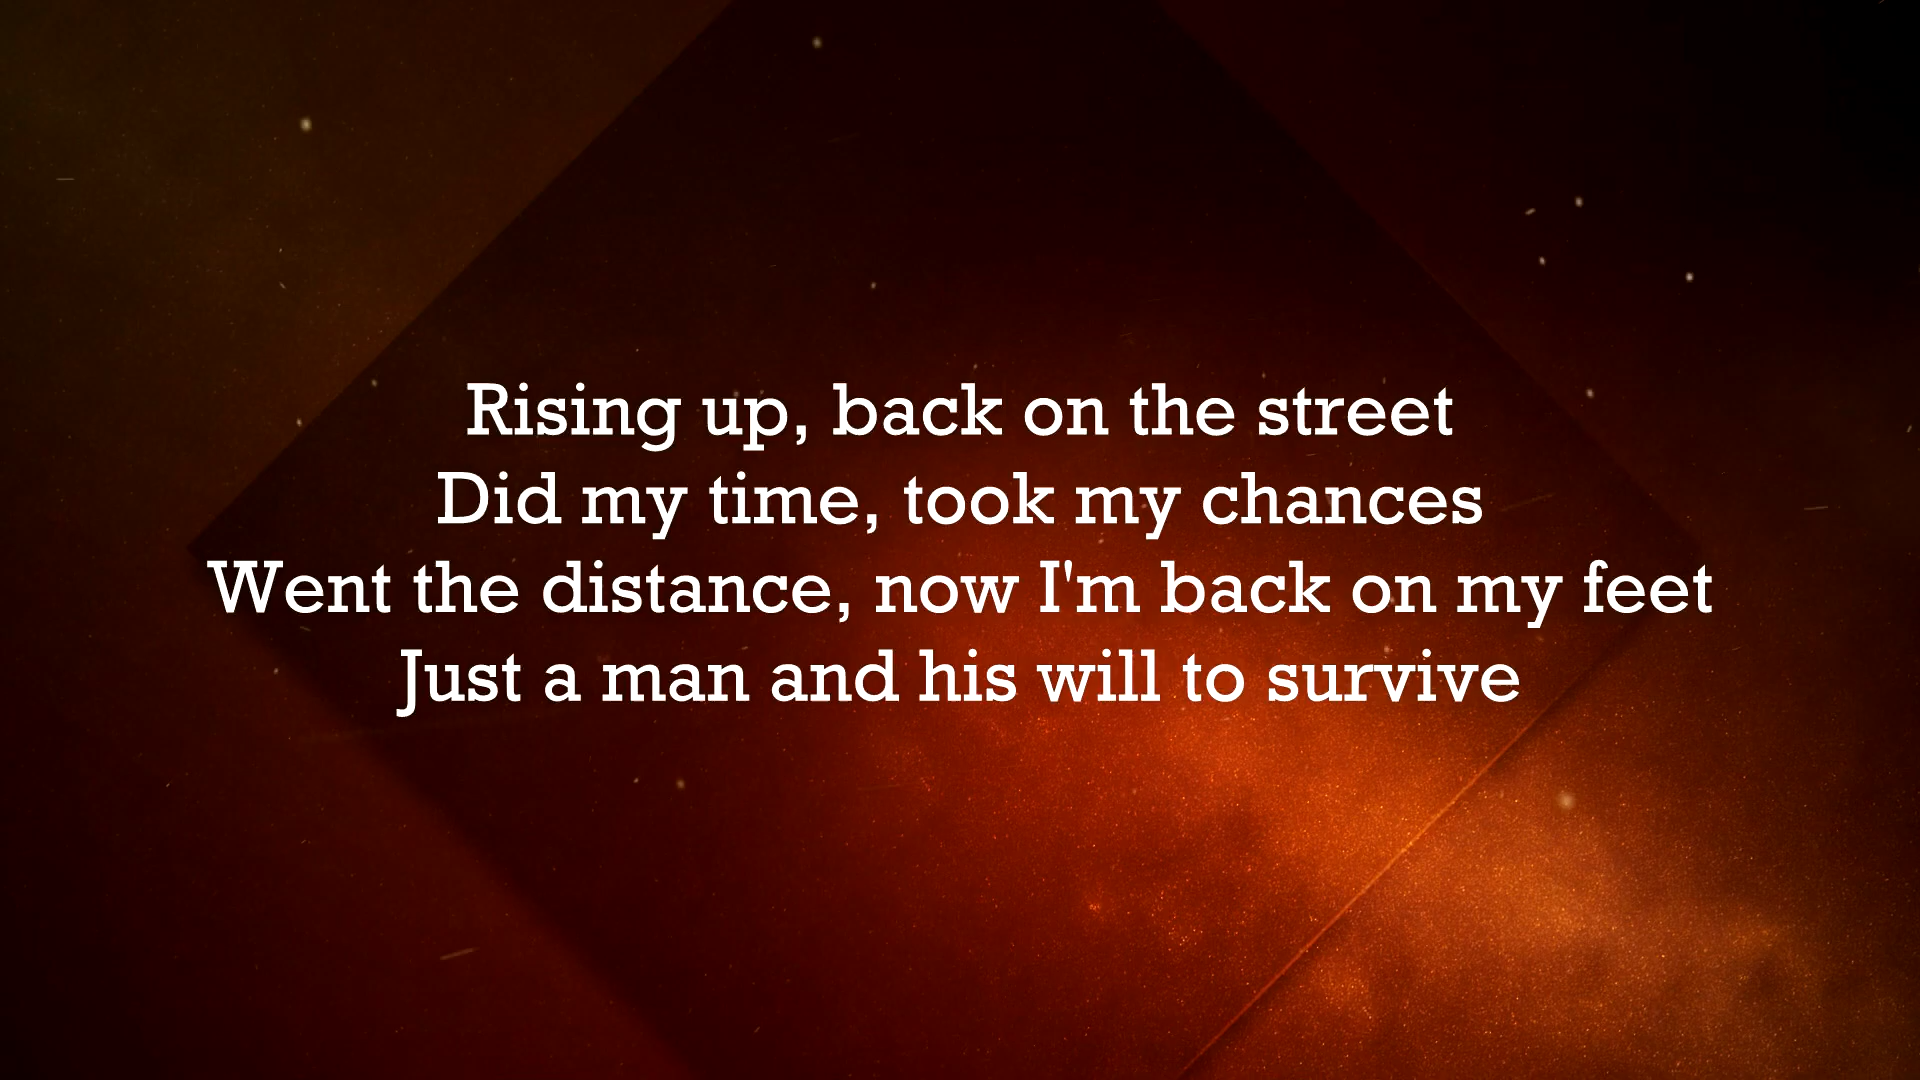 Rising up, back on the street
Did my time, took my chances
Went the distance, now I'm back on my feet
Just a man and his will to survive